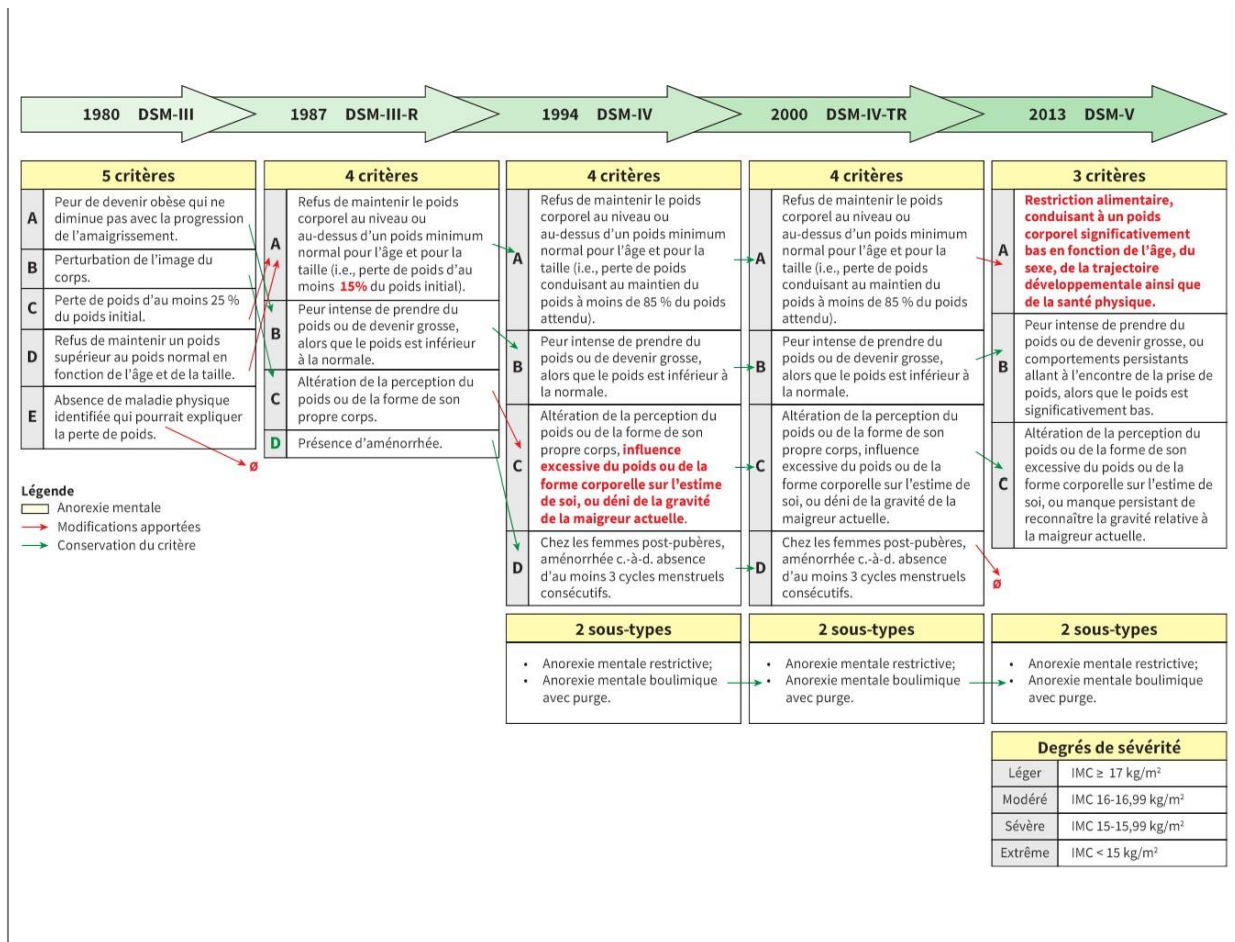 1980 DSM-III
1987 DSM-III-R
1994 DSM-IV
2000 DSM-IV-TR
2013 DSM-V
5 critères
A
Peur de devenir obèse qui ne
diminue pas avec la progression
de l'amaigrissement.
B
Perturbation de l'image du
corps.
C
Perte de poids d'au moins 25 %
du poids initial.
D
Refus de maintenir un poids
supérieur au poids normal en
fonction de l'âge et de la taille.
E
Absence de maladie physique
identifiée qui pourrait expliquer
la perte de poids.
ø
Légende
Anorexie mentale
Modifications apportées
Conservation du critère
4 critères
A
Refus de maintenir le poids
corporel au niveau ou
au-dessus d'un poids minimum
normal pour l'âge et pour la
taille (i.e., perte de poids d'au
moins 15% du poids initial).
B
Peur intense de prendre du
poids ou de devenir grosse,
alors que le poids est inférieur
à la normale.
C
Altération de la perception du
poids ou de la forme de son
propre corps.
D
Présence d'aménorrhée.
4 critères
A
Refus de maintenir le poids
corporel au niveau ou
au-dessus d'un poids minimum
normal pour l'âge et pour la
taille (i.e., perte de poids
conduisant au maintien du
poids à moins de 85 % du poids
attendu).
B
Peur intense de prendre du
poids ou de devenir grosse,
alors que le poids est inférieur à
la normale.
C
Altération de la perception du
poids ou de la forme de son
propre corps, influence
excessive du poids ou de la
forme corporelle sur l'estime
de soi, ou déni de la gravité
de la maigreur actuelle.
D
Chez les femmes post-pubères,
aménorrhée c.-à-d. absence
d'au moins 3 cycles menstruels
consécutifs.
2 sous-types
• Anorexie mentale restrictive;
• Anorexie mentale boulimique
avec purge.
4 critères
A
Refus de maintenir le poids
corporel au niveau ou
au-dessus d'un poids minimum
normal pour l'âge et pour la
taille (i.e., perte de poids
conduisant au maintien du
poids à moins de 85 % du poids
attendu).
B
Peur intense de prendre du
poids ou de devenir grosse,
alors que le poids est inférieur à
la normale.
C
Altération de la perception du
poids ou de la forme de son
propre corps, influence
excessive du poids ou de la
forme corporelle sur l'estime
de soi, ou déni de la gravité de la
maigreur actuelle.
D
Chez les femmes post-pubères,
aménorrhée c.-à-d. absence
d'au moins 3 cycles menstruels
consécutifs.
ø
2 sous-types
• Anorexie mentale restrictive;
• Anorexie mentale boulimique
avec purge.
3 critères
A
Restriction alimentaire,
conduisant à un poids
corporel significativement
bas en fonction de l'âge, du
sexe, de la trajectoire
développementale ainsi que
de la santé physique.
B
Peur intense de prendre du
poids ou de devenir grosse, ou
comportements persistants
allant à l'encontre de la prise de
poids, alors que le poids est
significativement bas.
C
Altération de la perception du
poids ou de la forme de son
excessive du poids ou de la
forme corporelle sur l'estime de
soi, ou manque persistant de
reconnaître la gravité relative à
la maigreur actuelle.
2 sous-types
• Anorexie mentale restrictive;
• Anorexie mentale boulimique
avec purge.
Degrés de sévérité
Léger IMC ≥ 17 kg/m²
Modéré IMC 16-16,99 kg/m²
Sévère IMC 15-15,99 kg/m²
Extrême IMC < 15 kg/m²